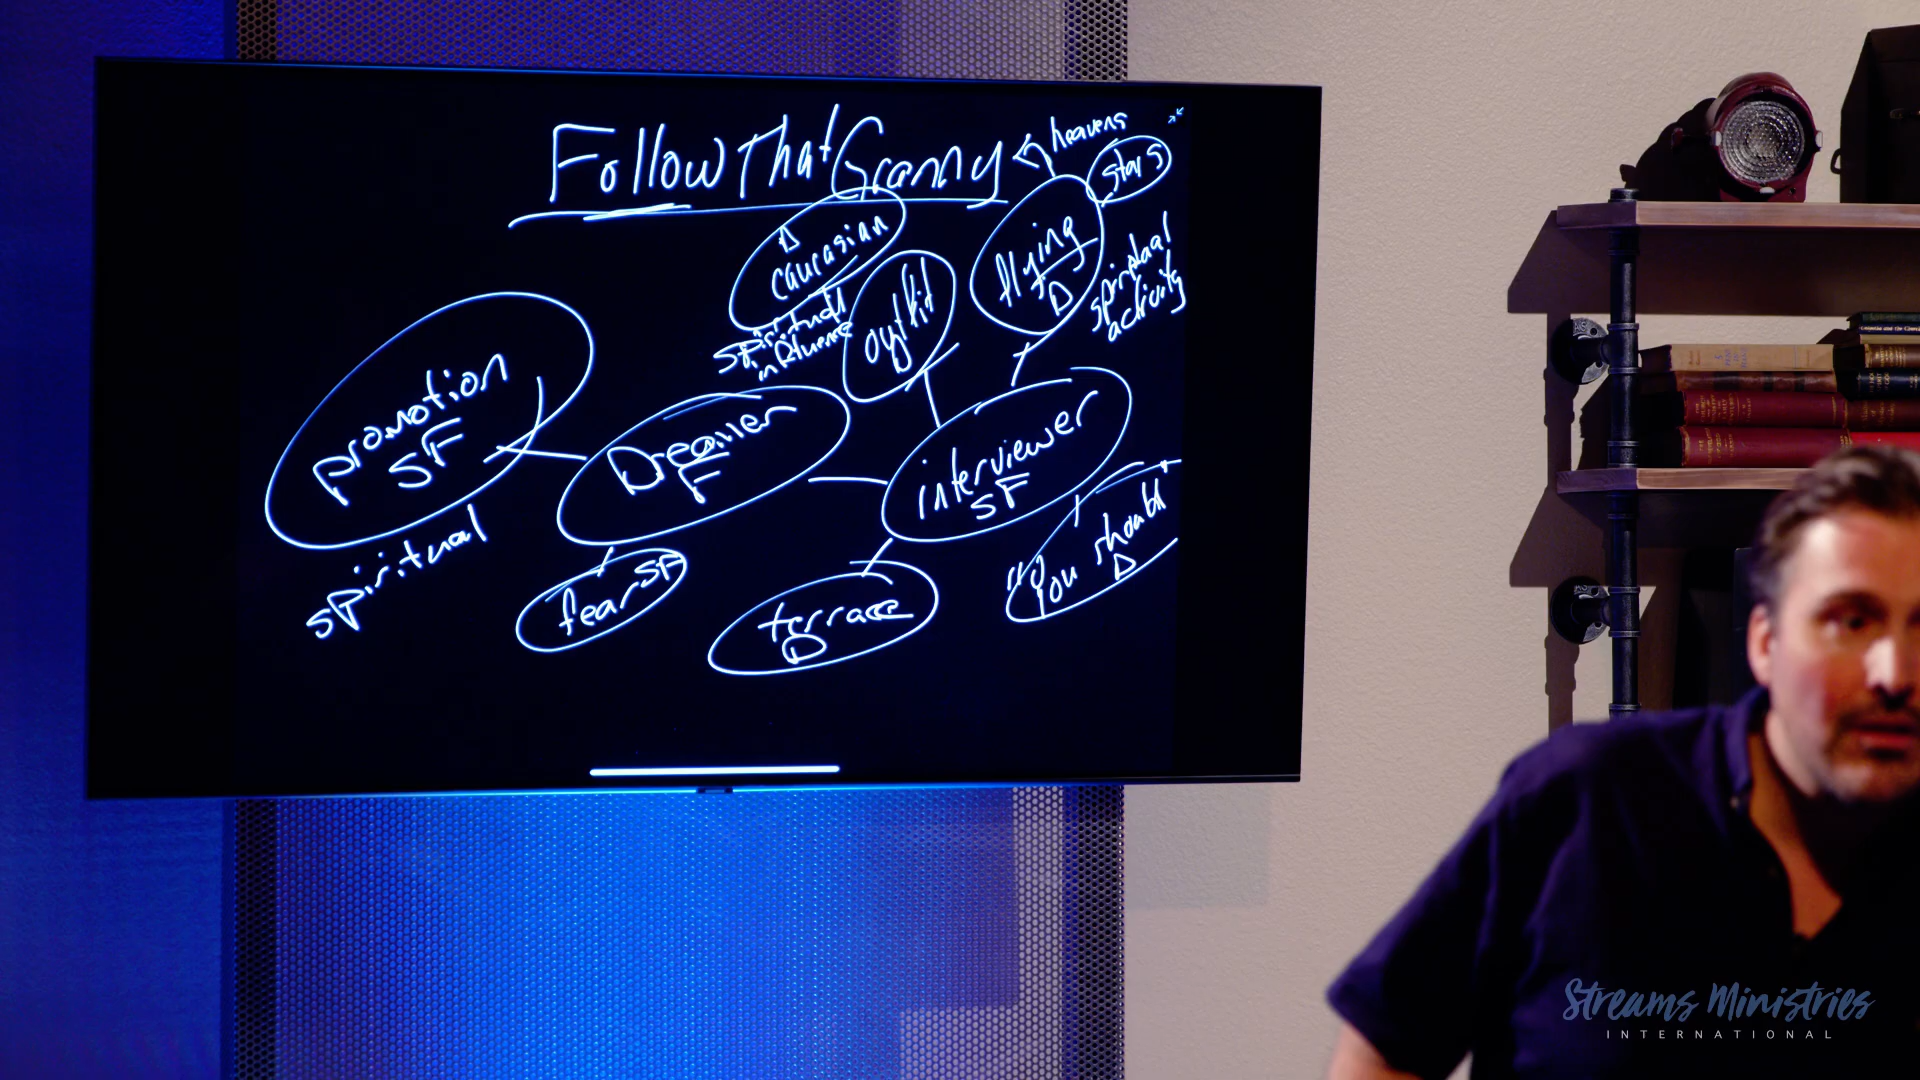 Follow That Granny
heavens
stars
D
caucasian
spiritual
influence
flying
D
spiritual
activity
promotion
SF
spiritual
Dreamer
F
interviewer
SF
fear SF
terrace
D
"You should
D
Streams Ministries
INTERNATIONAL